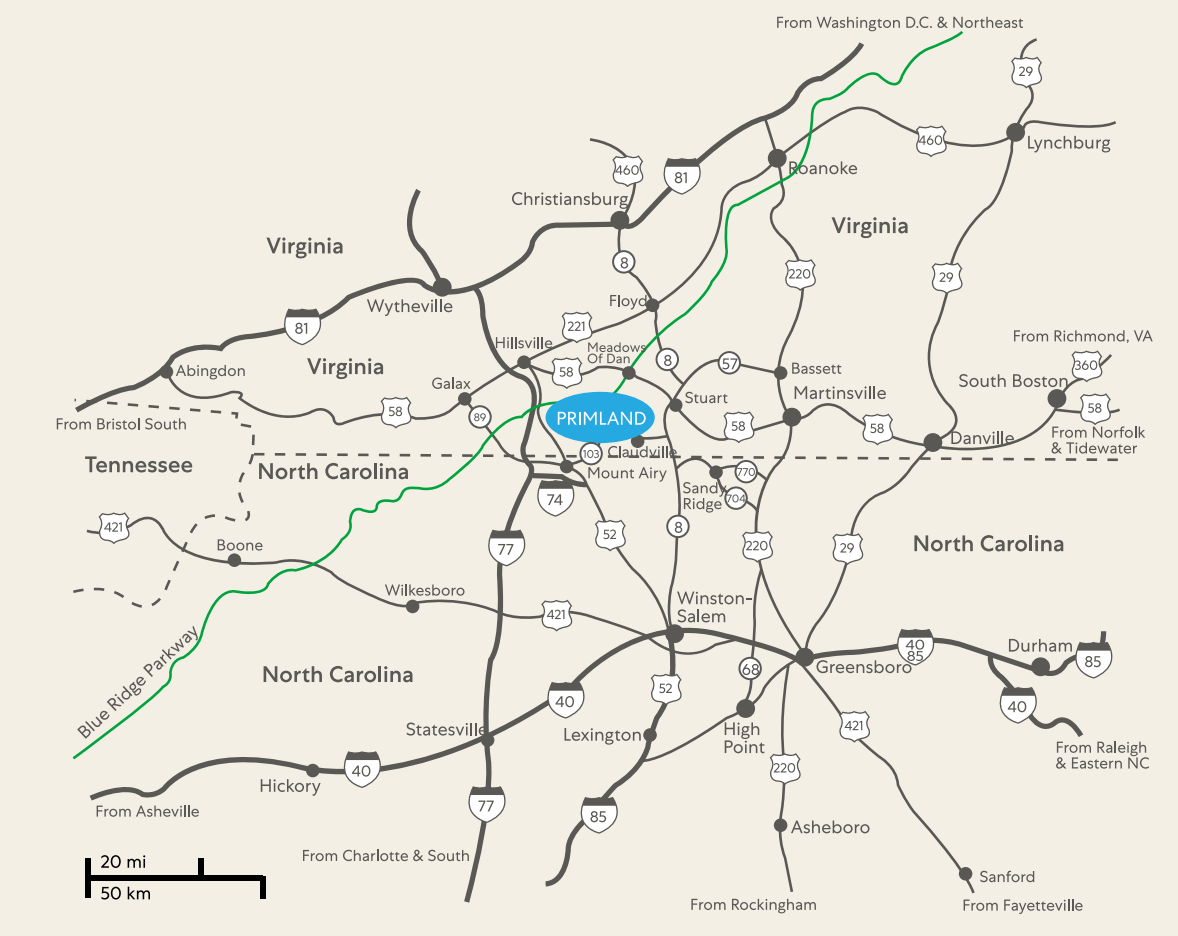 From Washington D.C. & Northeast
29
460
Lynchburg
Roanoke
460
81
Christiansburg
Virginia
Virginia
8
220
29
Wytheville
Floyd
81
221
From Richmond, VA
Hillsville
Meadows
Of Dan
8
57
360
Virginia
Abingdon
58
Bassett
South Boston
Galax
Martinsville
Stuart
58
58
89
PRIMLAND
58
58
From Bristol South
From Norfolk
& Tidewater
Danville
103
Claudville
Tennessee
North Carolina
Mount Airy
770
Sandy
Ridge
704
74
421
52
8
Boone
77
220
29
North Carolina
Wilkesboro
421
Winston-
Salem
Blue Ridge Parkway
40
85
Durham
85
Greensboro
68
North Carolina
52
40
40
Statesville
Lexington
High
Point
421
From Raleigh
& Eastern NC
Hickory
40
220
77
85
From Asheville
Asheboro
From Charlotte & South
20 mi
50 km
Sanford
From Rockingham
From Fayetteville